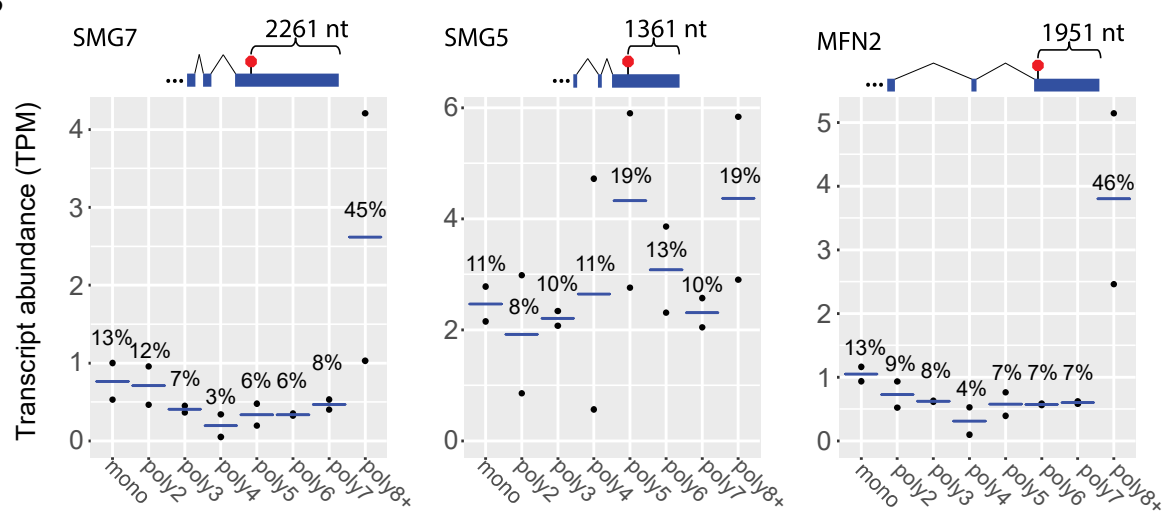 SMG7
2261 nt
Transcript abundance (TPM)
4
3
2
1
0
13%
12%
7%
3%
6%
6%
8%
45%
mono
poly2
poly3
poly4
poly5
poly6
poly7
poly8+
SMG5
1361 nt
6
4
2
0
11%
8%
10%
11%
19%
13%
10%
19%
mono
poly2
poly3
poly4
poly5
poly6
poly7
poly8+
MFN2
1951 nt
5
4
3
2
1
0
13%
9%
8%
4%
7%
7%
7%
46%
mono
poly2
poly3
poly4
poly5
poly6
poly7
poly8+